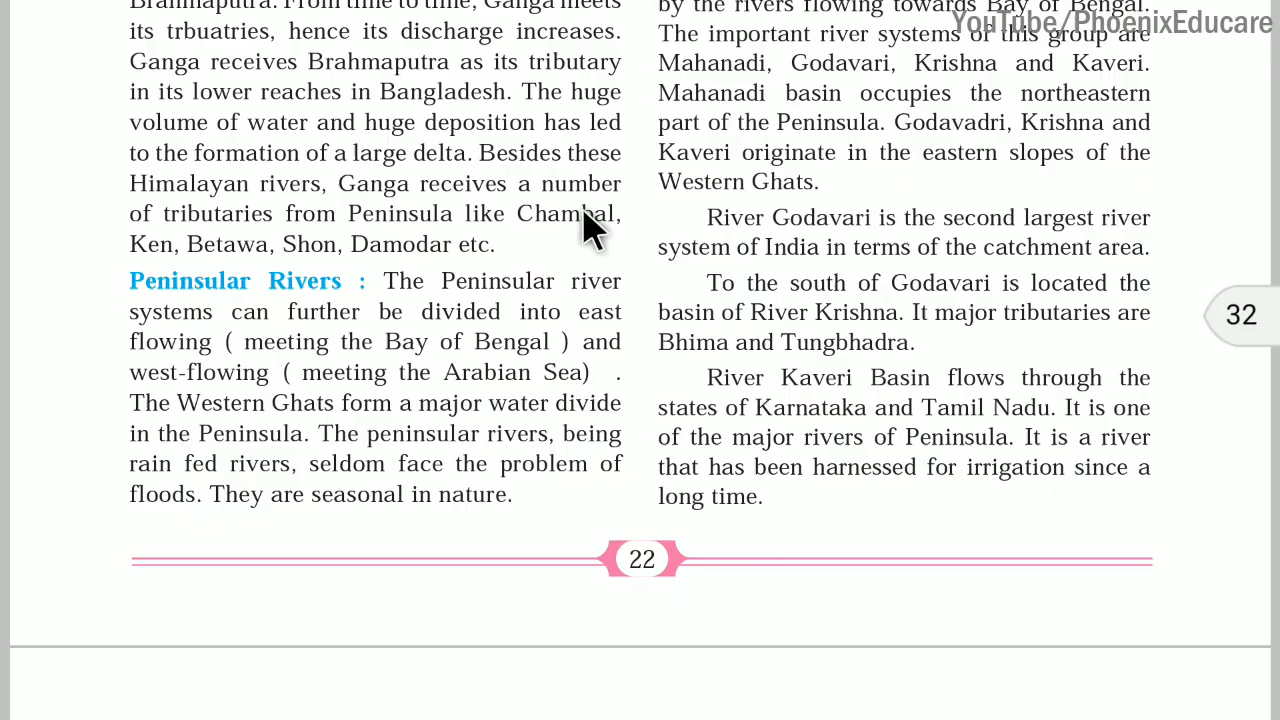 Brahmaputra. From time to time, Ganga meets
its trbuatries, hence its discharge increases.
Ganga receives Brahmaputra as its tributary
in its lower reaches in Bangladesh. The huge
volume of water and huge deposition has led
to the formation of a large delta. Besides these
Himalayan rivers, Ganga receives a number
of tributaries from Peninsula like Chambal,
Ken, Betawa, Shon, Damodar etc.
Peninsular Rivers : The Peninsular river
systems can further be divided into east
flowing ( meeting the Bay of Bengal ) and
west-flowing ( meeting the Arabian Sea) .
The Western Ghats form a major water divide
in the Peninsula. The peninsular rivers, being
rain fed rivers, seldom face the problem of
floods. They are seasonal in nature.
by the rivers flowing towards Bay of Bengal.
YouTube/PhoenixEducare
The important river systems of this group are
Mahanadi, Godavari, Krishna and Kaveri.
Mahanadi basin occupies the northeastern
part of the Peninsula. Godavadri, Krishna and
Kaveri originate in the eastern slopes of the
Western Ghats.
River Godavari is the second largest river
system of India in terms of the catchment area.
To the south of Godavari is located the
basin of River Krishna. It major tributaries are
Bhima and Tungbhadra.
River Kaveri Basin flows through the
states of Karnataka and Tamil Nadu. It is one
of the major rivers of Peninsula. It is a river
that has been harnessed for irrigation since a
long time.
32
22